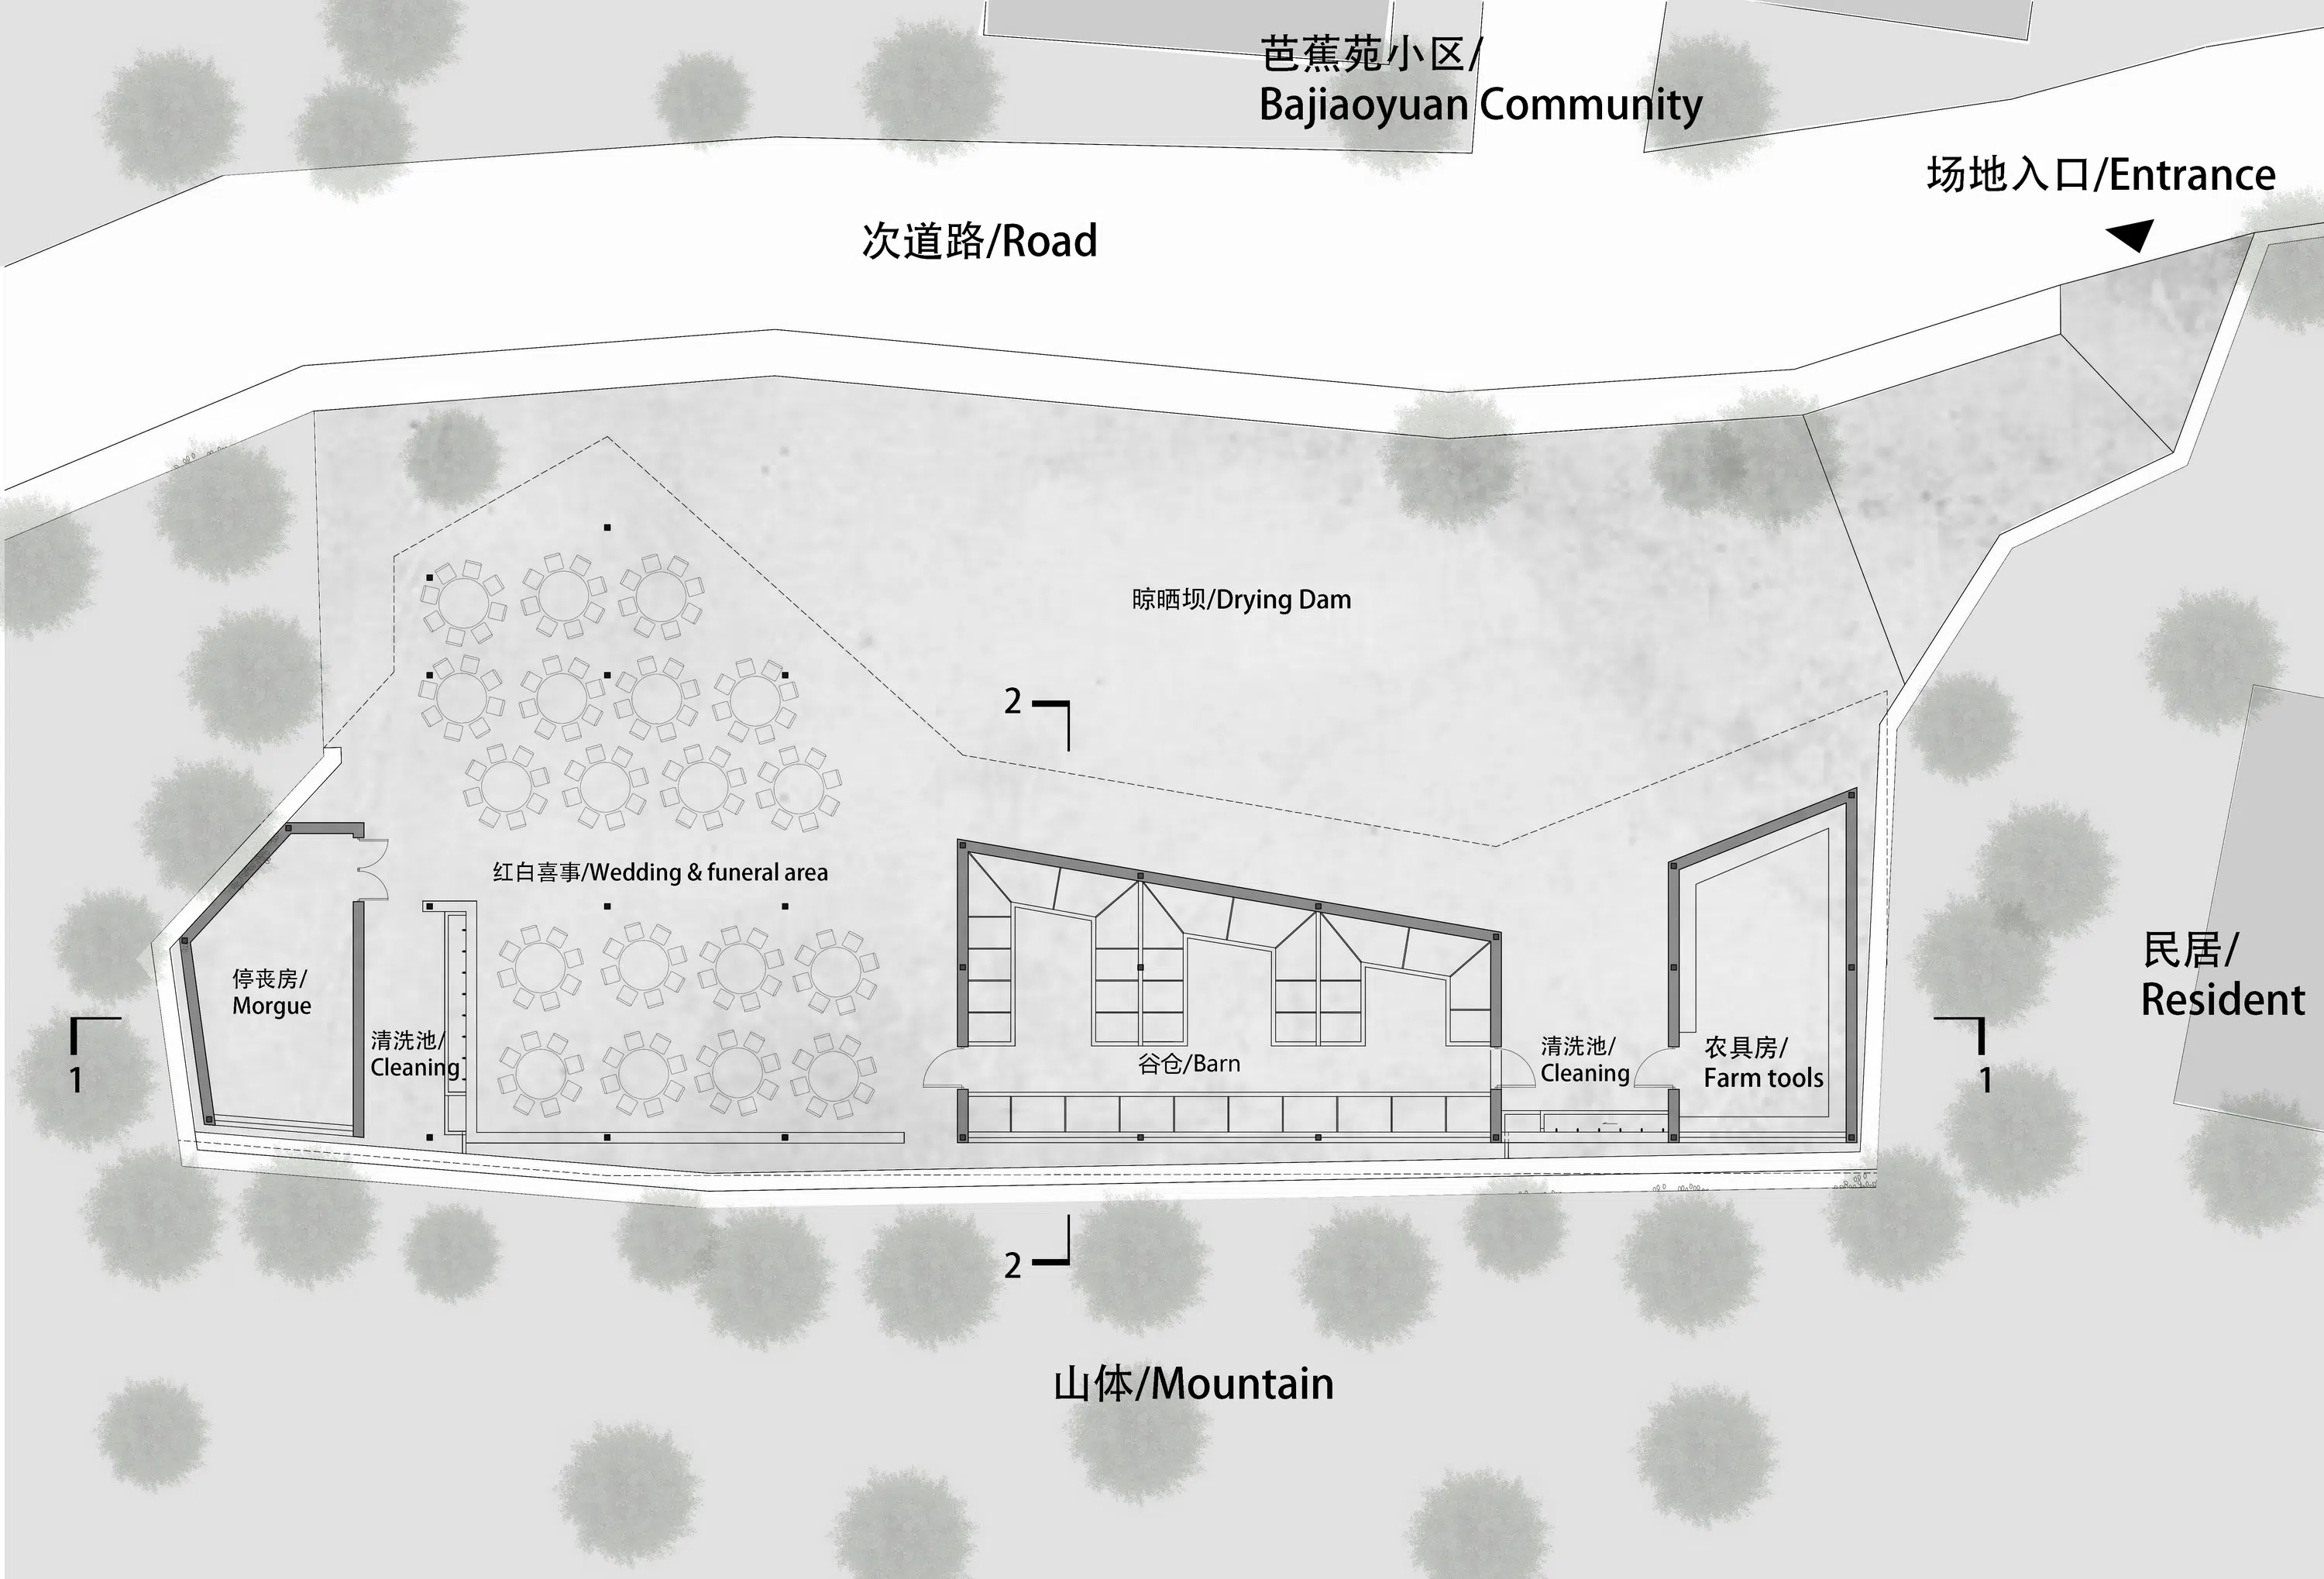 芭蕉苑小区/
Bajiaoyuan Community
场地入口/Entrance
次道路/Road
晾晒坝/Drying Dam
2
红白喜事/Wedding & funeral area
停丧房/
Morgue
清洗池/
Cleaning
谷仓/Barn
清洗池/
Cleaning
农具房/
Farm tools
民居/
Resident
1
1
2
山体/Mountain